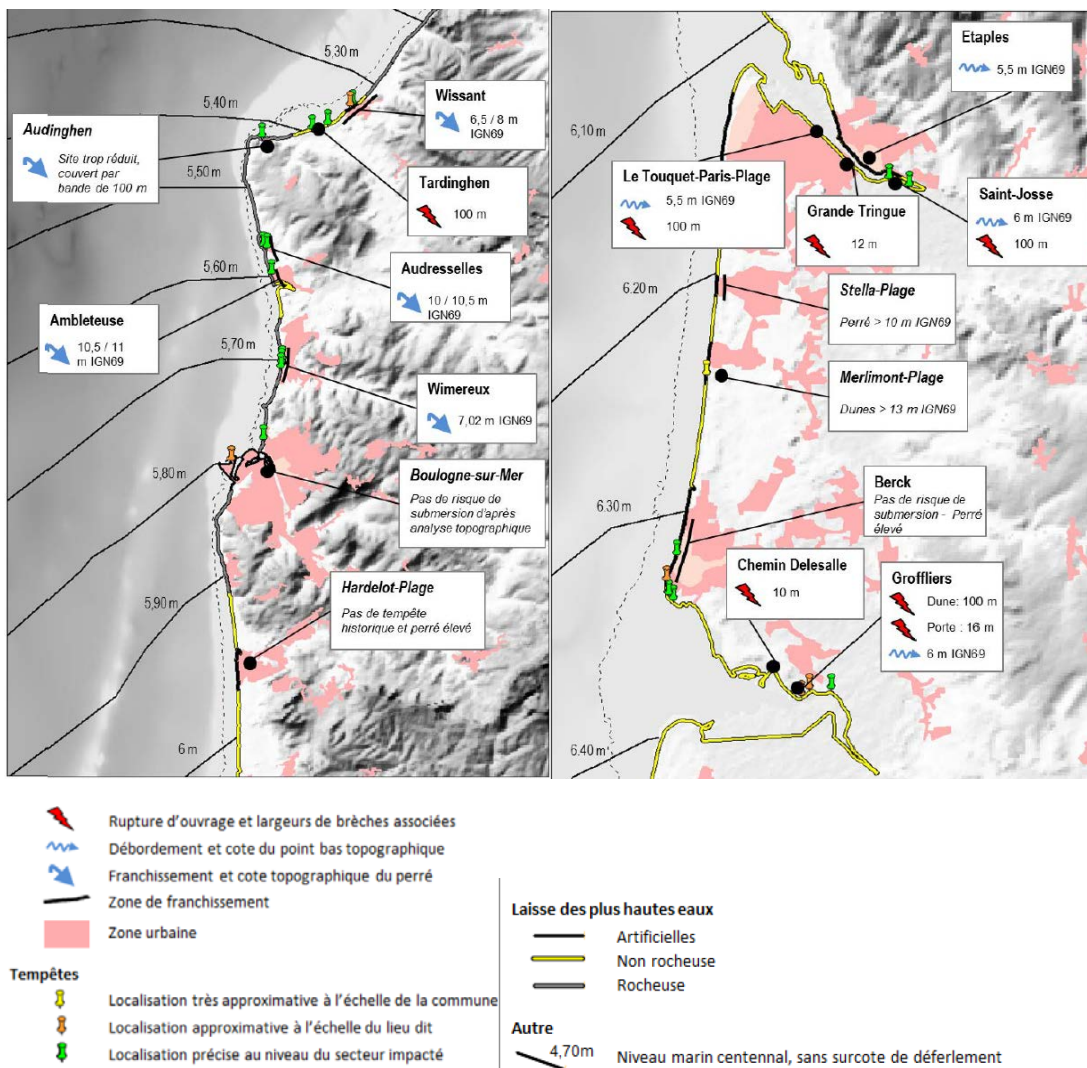 5,30 m
5,40 m
Wissant
6,5 / 8 m
IGN69
Audinghen
Site trop réduit,
couvert par
bande de 100 m
5,50 m
Tardinghen
100 m
5,60 m
Audresselles
10 / 10,5 m
IGN69
Ambleteuse
10,5 / 11
m IGN69
5,70 m
Wimereux
7,02 m IGN69
5,80 m
Boulogne-sur-Mer
Pas de risque de
submersion d'après
analyse topographique
5,90 m
Hardelot-Plage
Pas de tempête
historique et perré élevé
6 m
Etaples
5,5 m IGN69
6,10 m
Le Touquet-Paris-Plage
5,5 m IGN69
100 m
Grande Tringue
12 m
Saint-Josse
6 m IGN69
100 m
6.20 m
Stella-Plage
Perré > 10 m IGN69
Merlimont-Plage
Dunes > 13 m IGN69
6.30 m
Berck
Pas de risque de
submersion - Perré
élevé
Chemin Delesalle
10 m
Groffliers
Dune: 100 m
Porte : 16 m
6 m IGN69
6.40 m
Rupture d'ouvrage et largeurs de brèches associées
Débordement et cote du point bas topographique
Franchissement et cote topographique du perré
Zone de franchissement
Zone urbaine
Tempêtes
Localisation très approximative à l'échelle de la commune
Localisation approximative à l'échelle du lieu dit
Localisation précise au niveau du secteur impacté
Laisse des plus hautes eaux
Artificielles
Non rocheuse
Rocheuse
Autre
4,70m Niveau marin centennal, sans surcote de déferlement